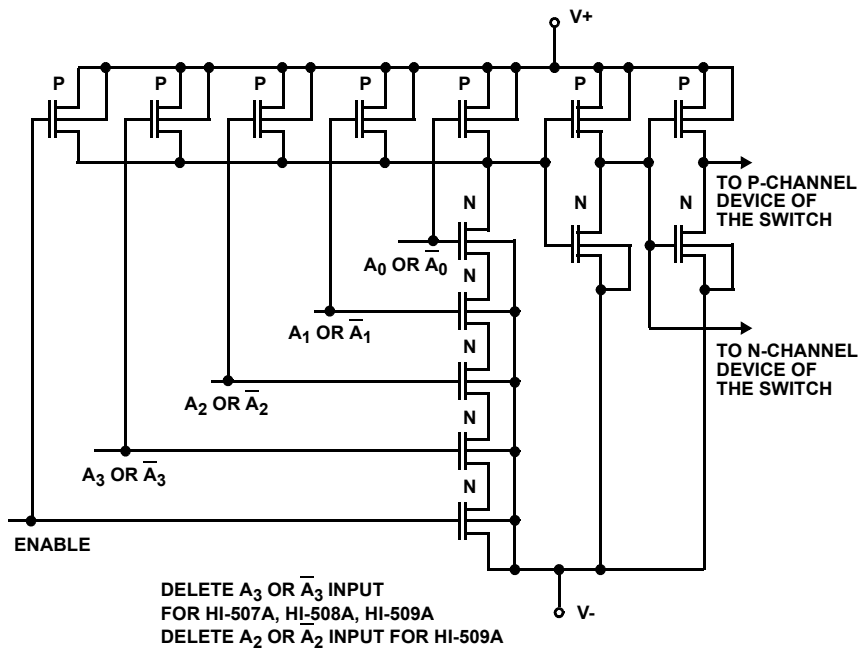 V+
P
P
P
P
P
P
P
TO P-CHANNEL
DEVICE OF
THE SWITCH
N
N
N
A0 OR A̅0
N
A1 OR A̅1
TO N-CHANNEL
DEVICE OF
THE SWITCH
N
A2 OR A̅2
N
A3 OR A̅3
N
ENABLE
DELETE A3 OR A̅3 INPUT
FOR HI-507A, HI-508A, HI-509A
DELETE A2 OR A̅2 INPUT FOR HI-509A
V-